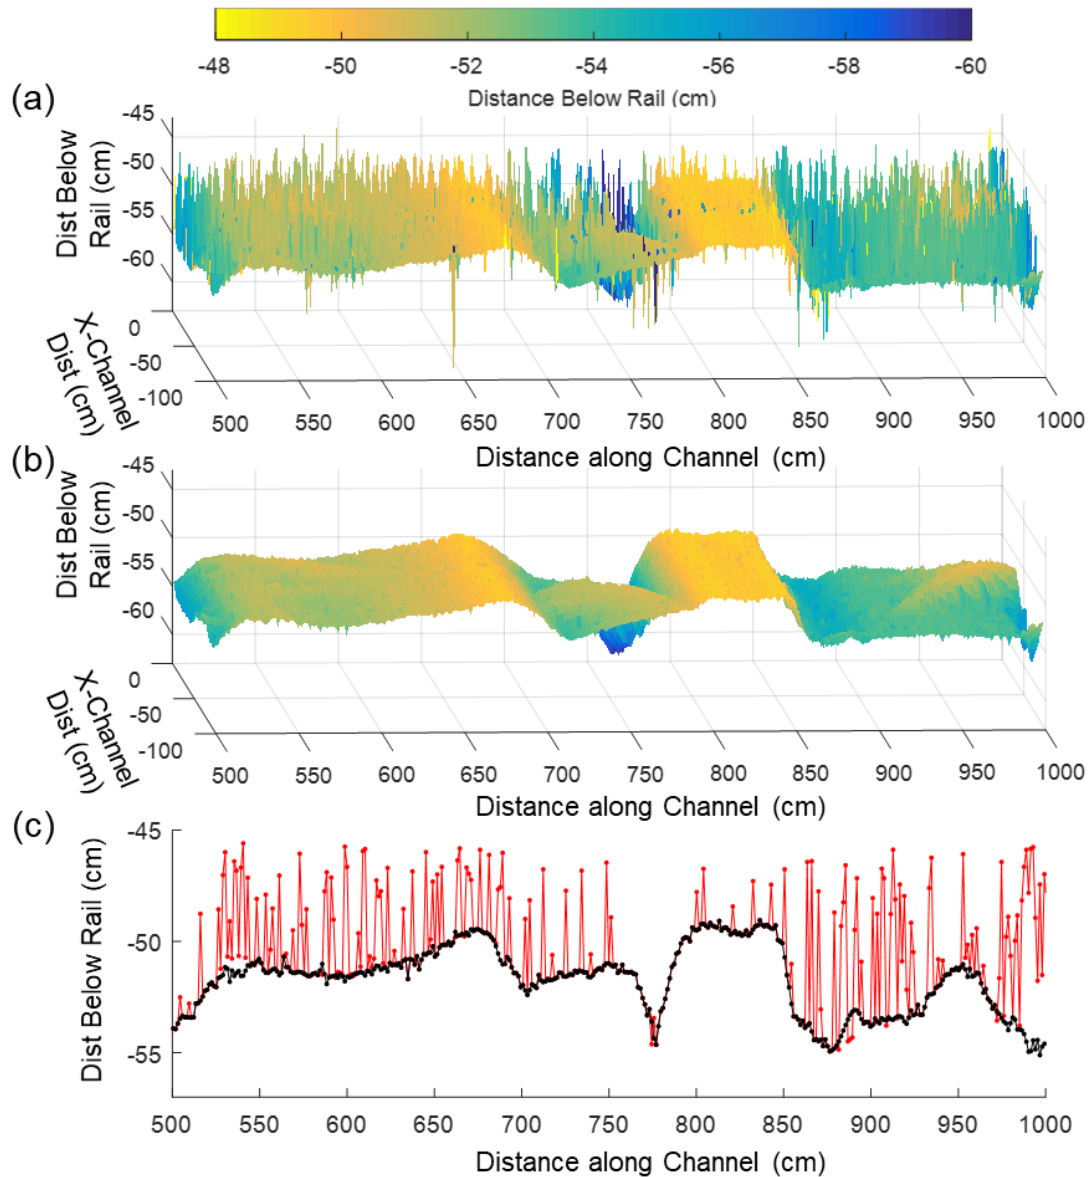 -48 -50 -52 -54 -56 -58 -60
Distance Below Rail (cm)
(a)
Dist Below
Rail (cm)
-45
-50
-55
-60
X-Channel
Dist (cm)
0
-50
-100
500 550 600 650 700 750 800 850 900 950 1000
Distance along Channel (cm)
(b)
Dist Below
Rail (cm)
-45
-50
-55
-60
X-Channel
Dist (cm)
0
-50
-100
500 550 600 650 700 750 800 850 900 950 1000
Distance along Channel (cm)
(c)
Dist Below Rail (cm)
-45
-50
-55
500 550 600 650 700 750 800 850 900 950 1000
Distance along Channel (cm)